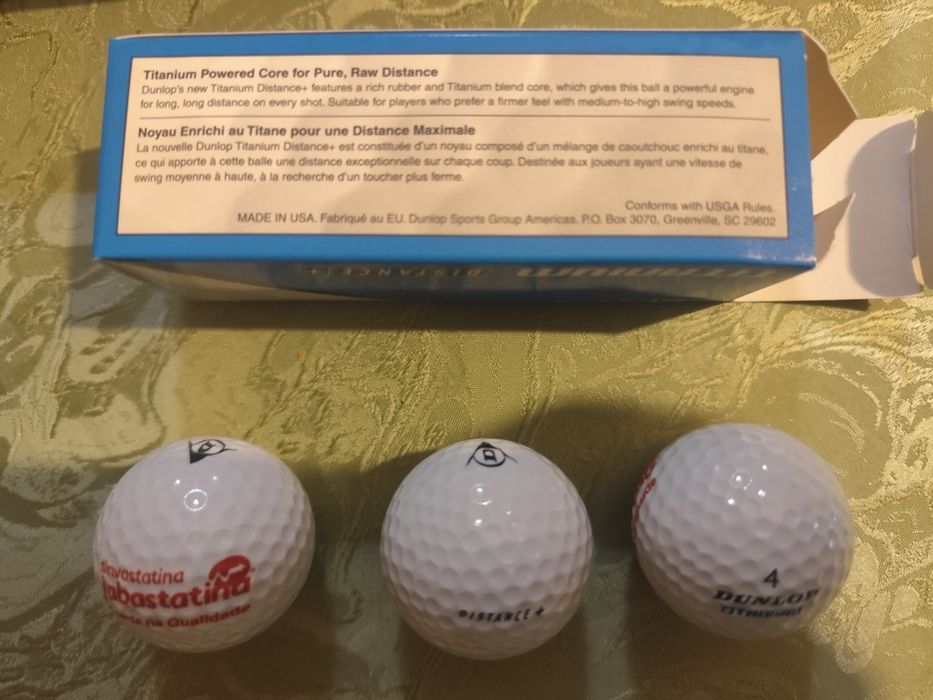 Titanium Powered Core for Pure, Raw Distance
Dunlop's new Titanium Distance+ features a rich rubber and Titanium blend core, which gives this ball a powerful engine
for long, long distance on every shot. Suitable for players who prefer a firmer feel with medium-to-high swing speeds.
Noyau Enrichi au Titane pour une Distance Maximale
La nouvelle Dunlop Titanium Distance+ est constituée d'un noyau composé d'un mélange de caoutchouc enrichi au titane,
ce qui apporte à cette balle une distance exceptionnelle sur chaque coup. Destinée aux joueurs ayant une vitesse de
swing moyenne à haute, à la recherche d'un toucher plus ferme.
Conforms with USGA Rules.
MADE IN USA. Fabriqué au EU. Dunlop Sports Group Americas. P.O. Box 3070, Greenville, SC 29602
TITANIUM DISTANCE +
D
sinvastatina
labastatina
na Qualidade
D
DISTANCE +
4
DUNLOP
TITANIUM